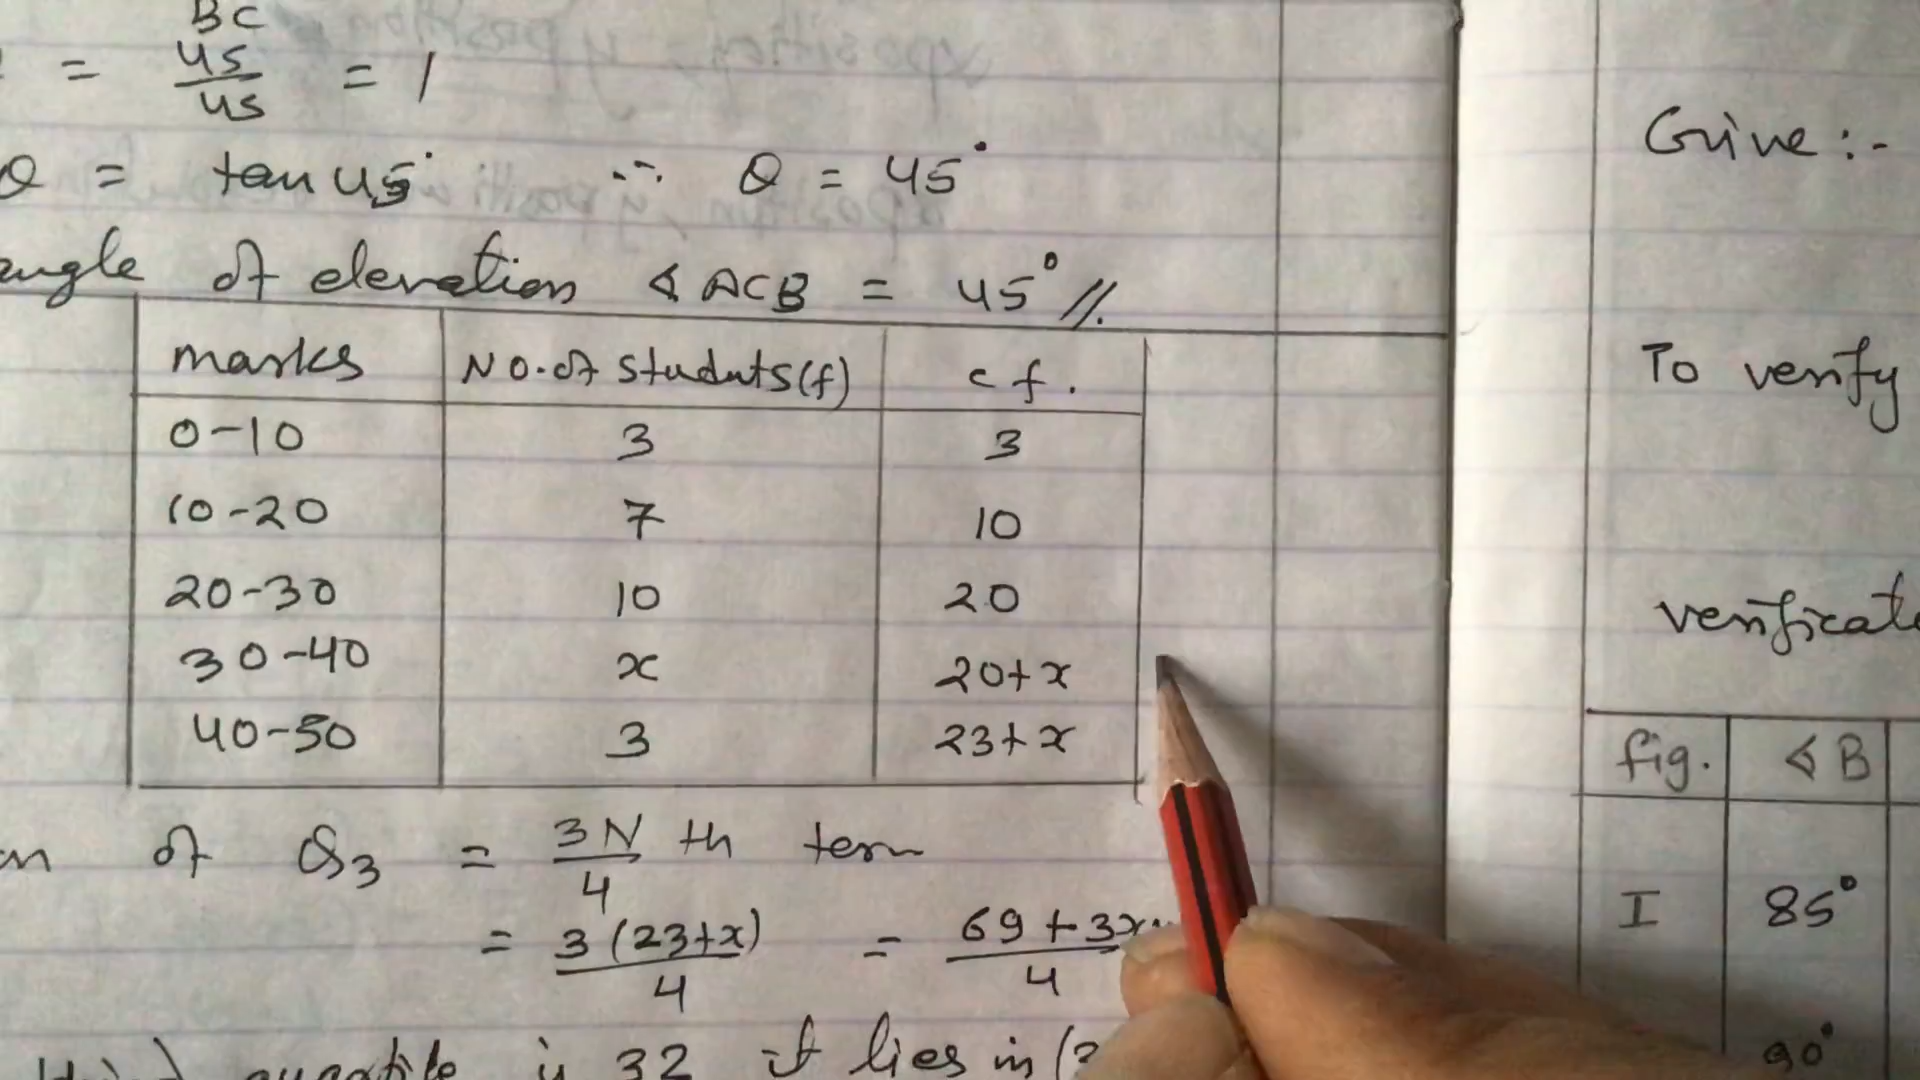 BC
= 45/45 = 1
θ = tan 45° ∴ θ = 45°
angle of elevation ∢ ACB = 45° //.
marks No. of students (f) c f.
0-10 3 3
10-20 7 10
20-30 10 20
30-40 x 20+x
40-50 3 23+x
of Q3 = 3N/4 th term
= 3(23+x)/4 = 69+3x/4
quartile is 32 it lies in (3
Give :-
To verify
verificat
fig. ∢ B
I 85°
90°